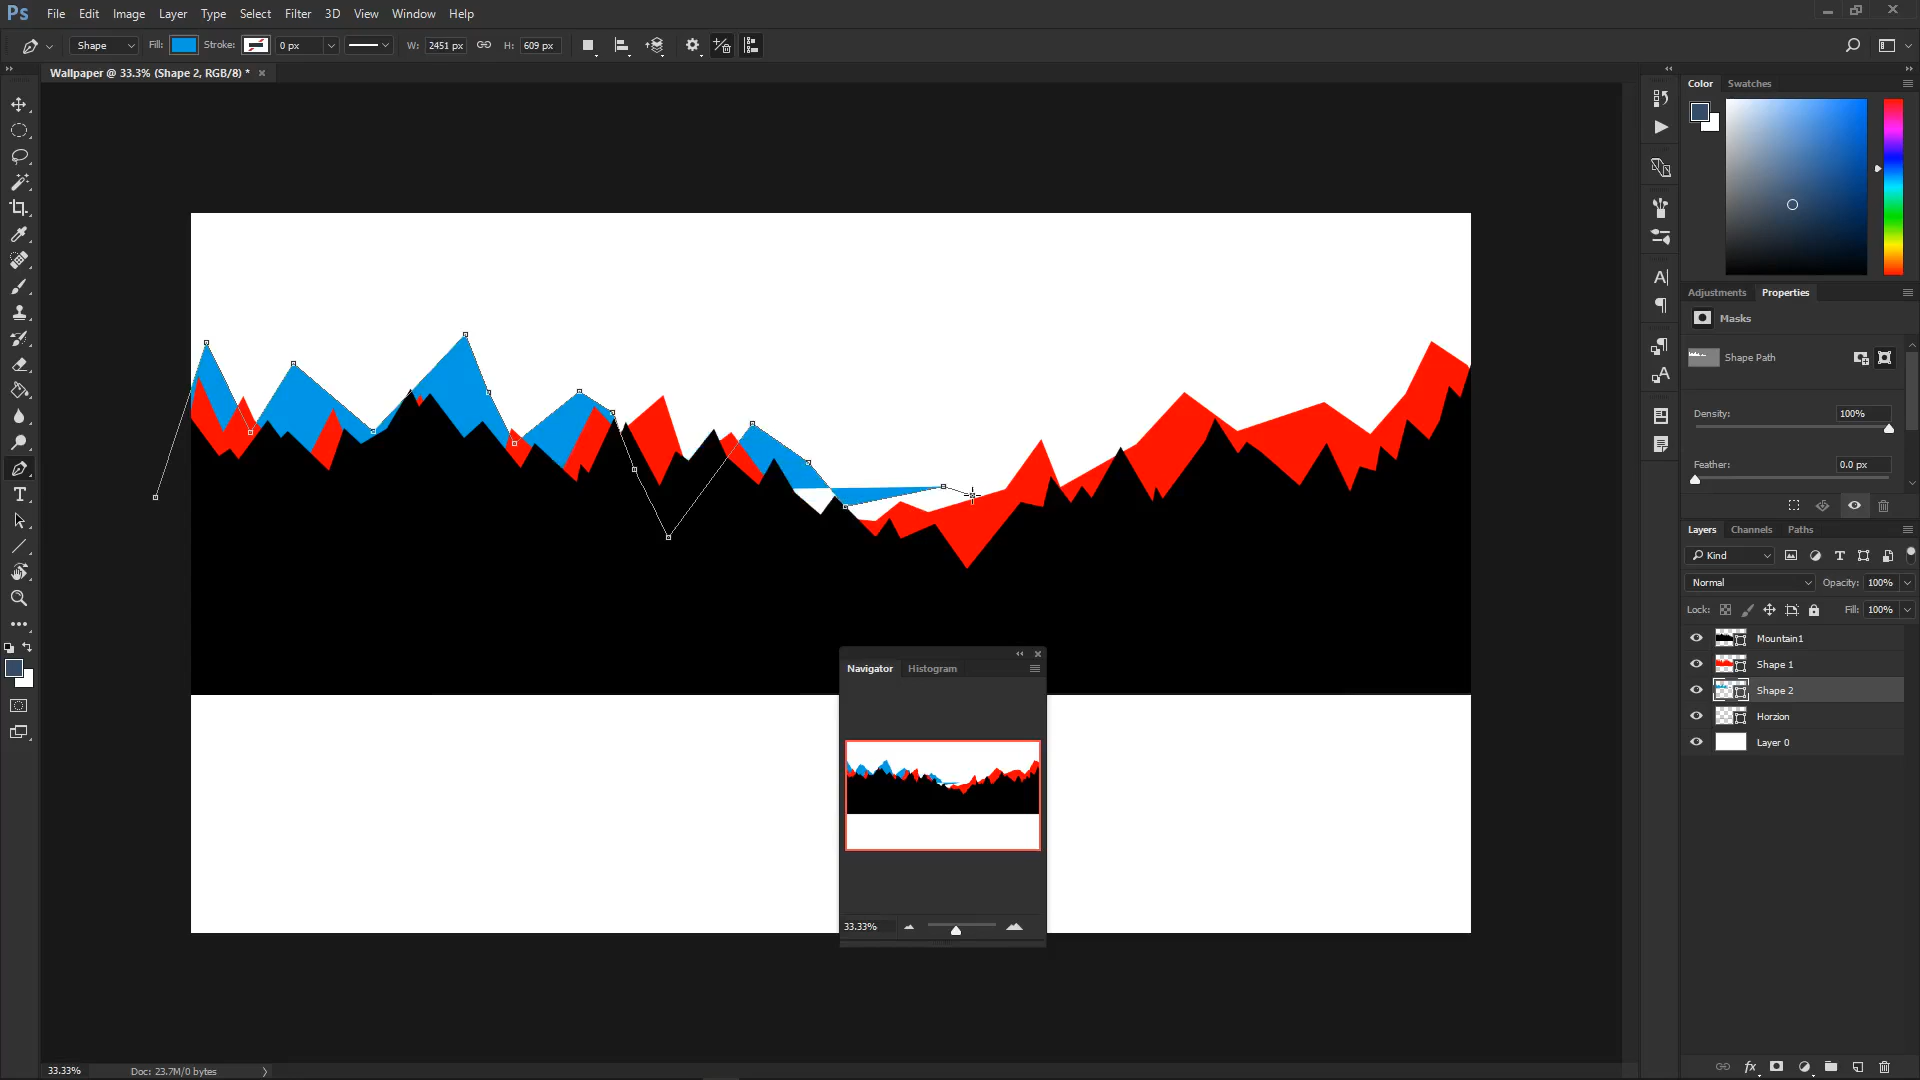 Ps File Edit Image Layer Type Select Filter 3D View Window Help
Shape Fill: Stroke: 0 px W: 2451 px H: 609 px
Wallpaper @ 33.3% (Shape 2, RGB/8) *
Color Swatches
Adjustments Properties
Masks
Shape Path
Density: 100%
Feather: 0.0 px
Layers Channels Paths
Kind
Normal Opacity: 100%
Lock: Fill: 100%
Mountain1
Shape 1
Shape 2
Horzion
Layer 0
Navigator Histogram
33.33%
33.33% Doc: 23.7M/0 bytes